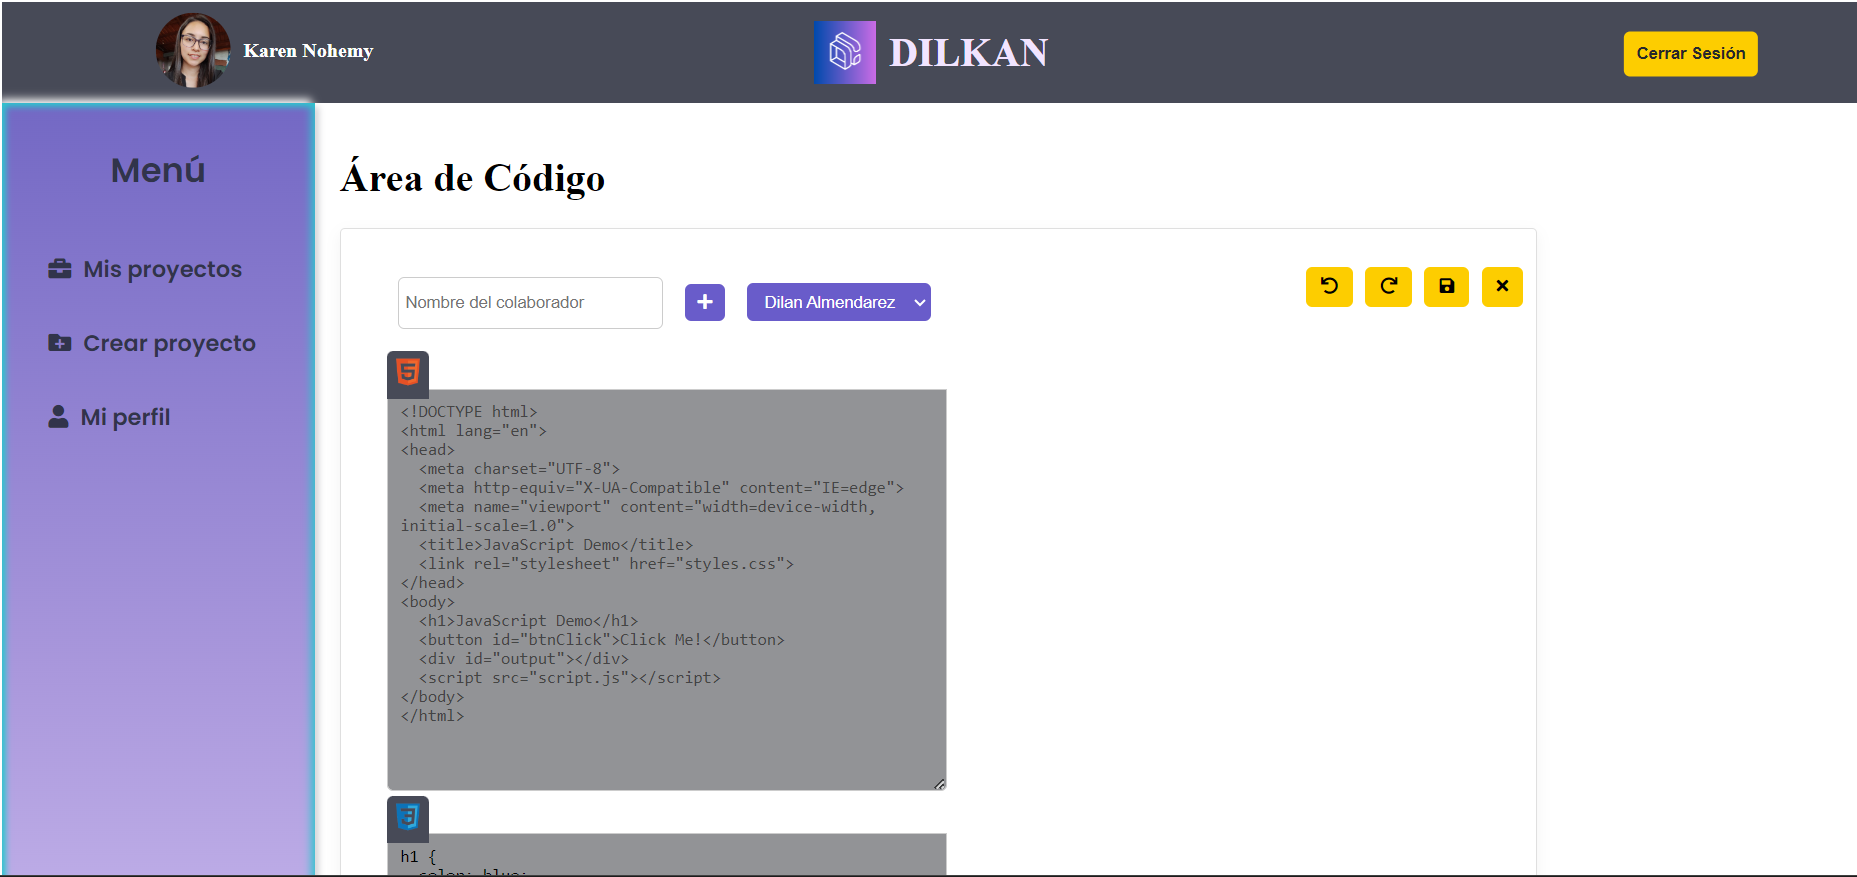 Karen Nohemy
DILKAN
Cerrar Sesión
Menú
Mis proyectos
Crear proyecto
Mi perfil
Área de Código
Nombre del colaborador
Dilan Almendarez
<!DOCTYPE html>
<html lang="en">
<head>
  <meta charset="UTF-8">
  <meta http-equiv="X-UA-Compatible" content="IE=edge">
  <meta name="viewport" content="width=device-width,
initial-scale=1.0">
  <title>JavaScript Demo</title>
  <link rel="stylesheet" href="styles.css">
</head>
<body>
  <h1>JavaScript Demo</h1>
  <button id="btnClick">Click Me!</button>
  <div id="output"></div>
  <script src="script.js"></script>
</body>
</html>
h1 {
  color: blue;